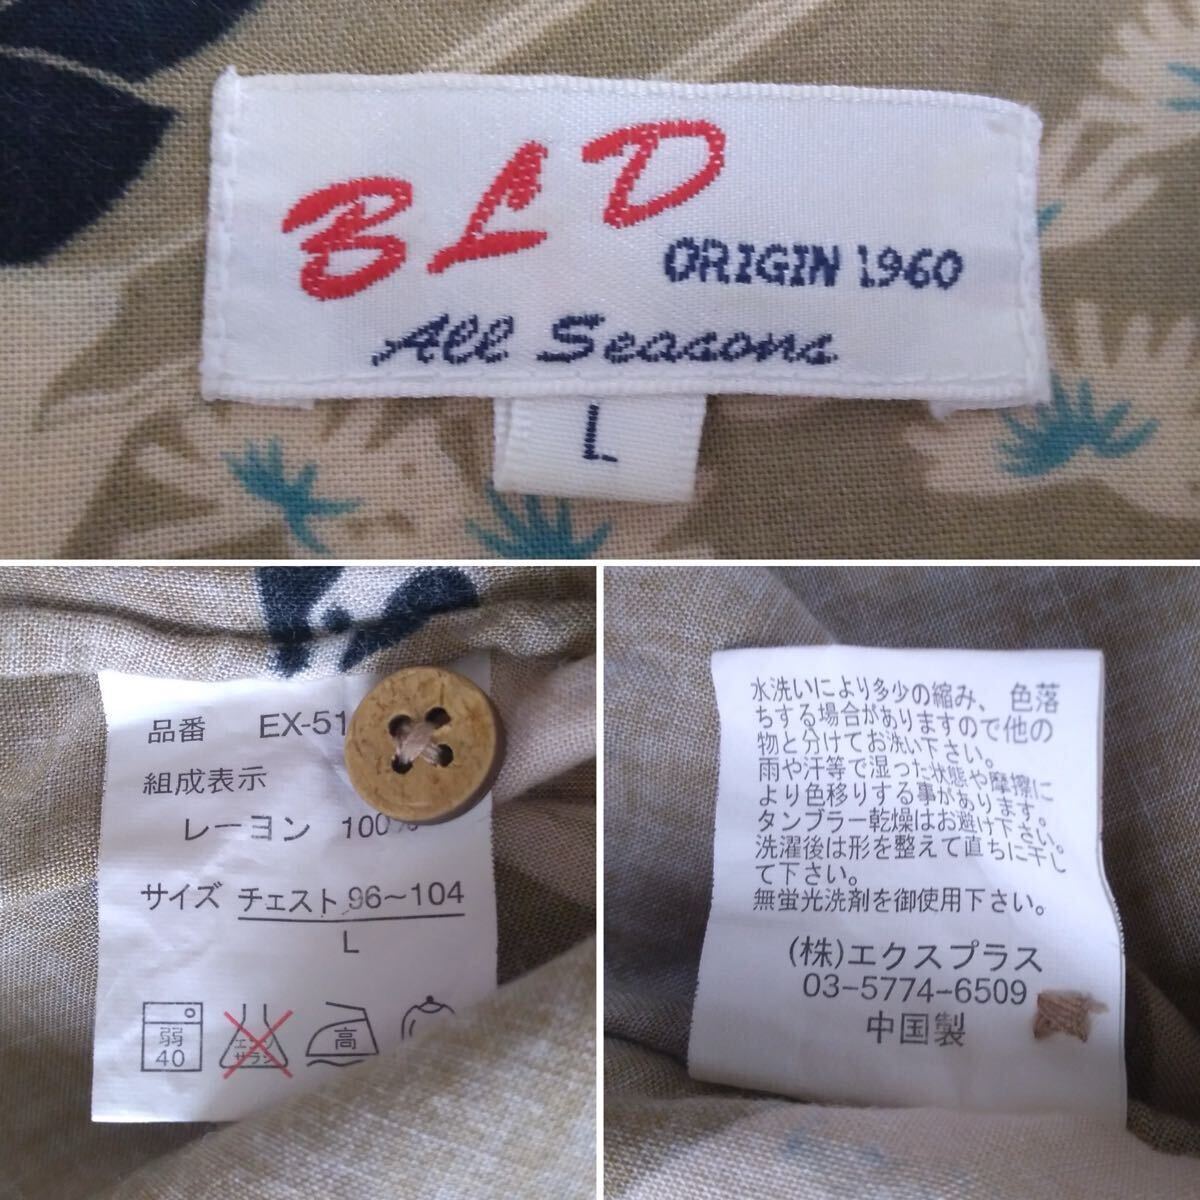 BLD
ORIGIN 1960
All Seasons
L
品番 EX-51
組成表示
レーヨン 100%
サイズ チェスト 96~104
L
弱
40
エンソ
サラシ
高
水洗いにより多少の縮み、色落
ちする場合がありますので他の
物と分けてお洗い下さい。
雨や汗等で湿った状態や摩擦に
より色移りする事があります。
タンブラー乾燥はお避け下さい。
洗濯後は形を整えて直ちに干し
て下さい。
無蛍光洗剤を御使用下さい。
(株)エクスプラス
03-5774-6509
中国製